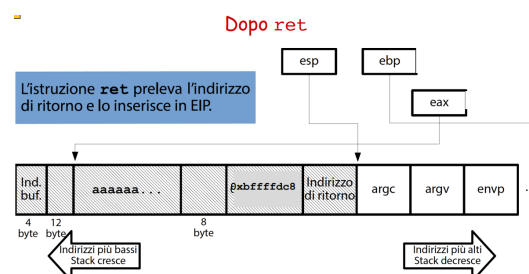 Dopo ret
esp
ebp
eax
L'istruzione ret preleva l'indirizzo
di ritorno e lo inserisce in EIP.
Ind.
buf.
aaaaaa...
0xbffffdc8
Indirizzo
di ritorno
argc
argv
envp
4
byte
12
byte
8
byte
Indirizzi più bassi
Stack cresce
Indirizzi più alti
Stack decresce